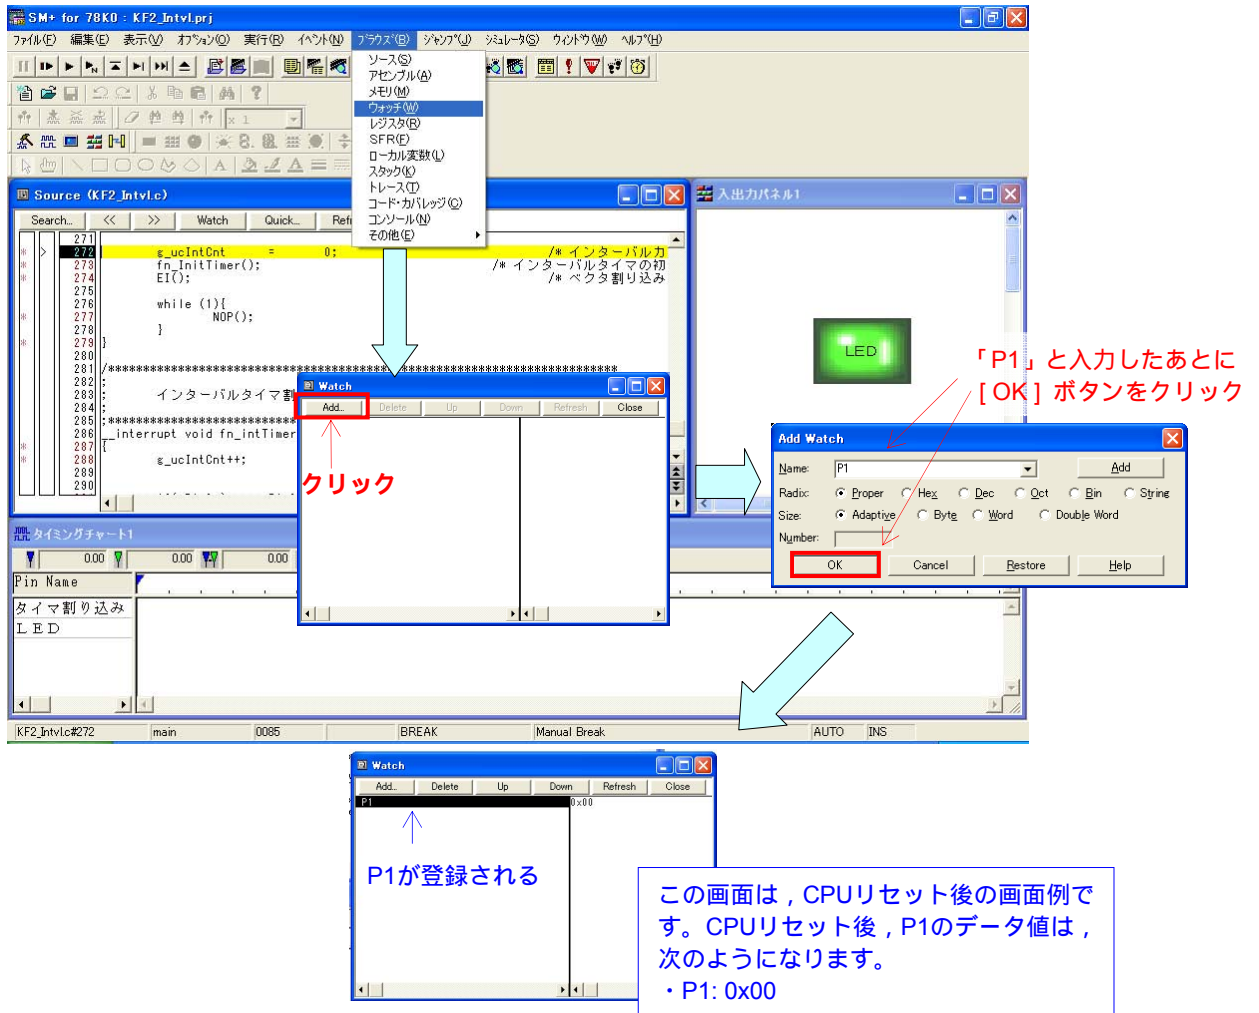 SM+ for 78K0 : KF2_Intvl.prj
ファイル(F) 編集(E) 表示(V) オプション(O) 実行(R) イベント(N) ブラウズ(B) ジャンプ(J) シミュレータ(S) ウィンドウ(W) ヘルプ(H)
ソース(S)
アセンブル(A)
メモリ(M)
ウォッチ(W)
レジスタ(R)
SFR(F)
ローカル変数(L)
スタック(K)
トレース(T)
コード・カバレッジ(C)
コンソール(N)
その他(E)
x 1
Source (KF2_Intvl.c)
Search... << >> Watch Quick... Refr
271
272 g_ucIntCnt = 0; /* インターバルカ
273 fn_InitTimer(); /* インターバルタイマの初
274 EI(); /* ベクタ割り込み
275
276 while (1){
277 NOP();
278 }
279 }
280
281 /*****************************************************************************
282 ;
283 ; インターバルタイマ割
284 ;
285 ;****************************
286 __interrupt void fn_intTimer
287 {
288 g_ucIntCnt++;
289
290
入出力パネル1
LED
「P1」と入力したあとに
[OK] ボタンをクリック
Watch
Add... Delete Up Down Refresh Close
クリック
Add Watch
Name: P1 Add
Radix: Proper Hex Dec Oct Bin String
Size: Adaptive Byte Word Double Word
Number:
OK Cancel Restore Help
タイミングチャート1
0.00 0.00 0.00
Pin Name
タイマ割り込み
LED
KF2_Intvl.c#272 main 0085 BREAK Manual Break AUTO INS
Watch
Add... Delete Up Down Refresh Close
P1 0x00
P1が登録される
この画面は，CPUリセット後の画面例で
す。CPUリセット後，P1のデータ値は，
次のようになります。
・P1: 0x00